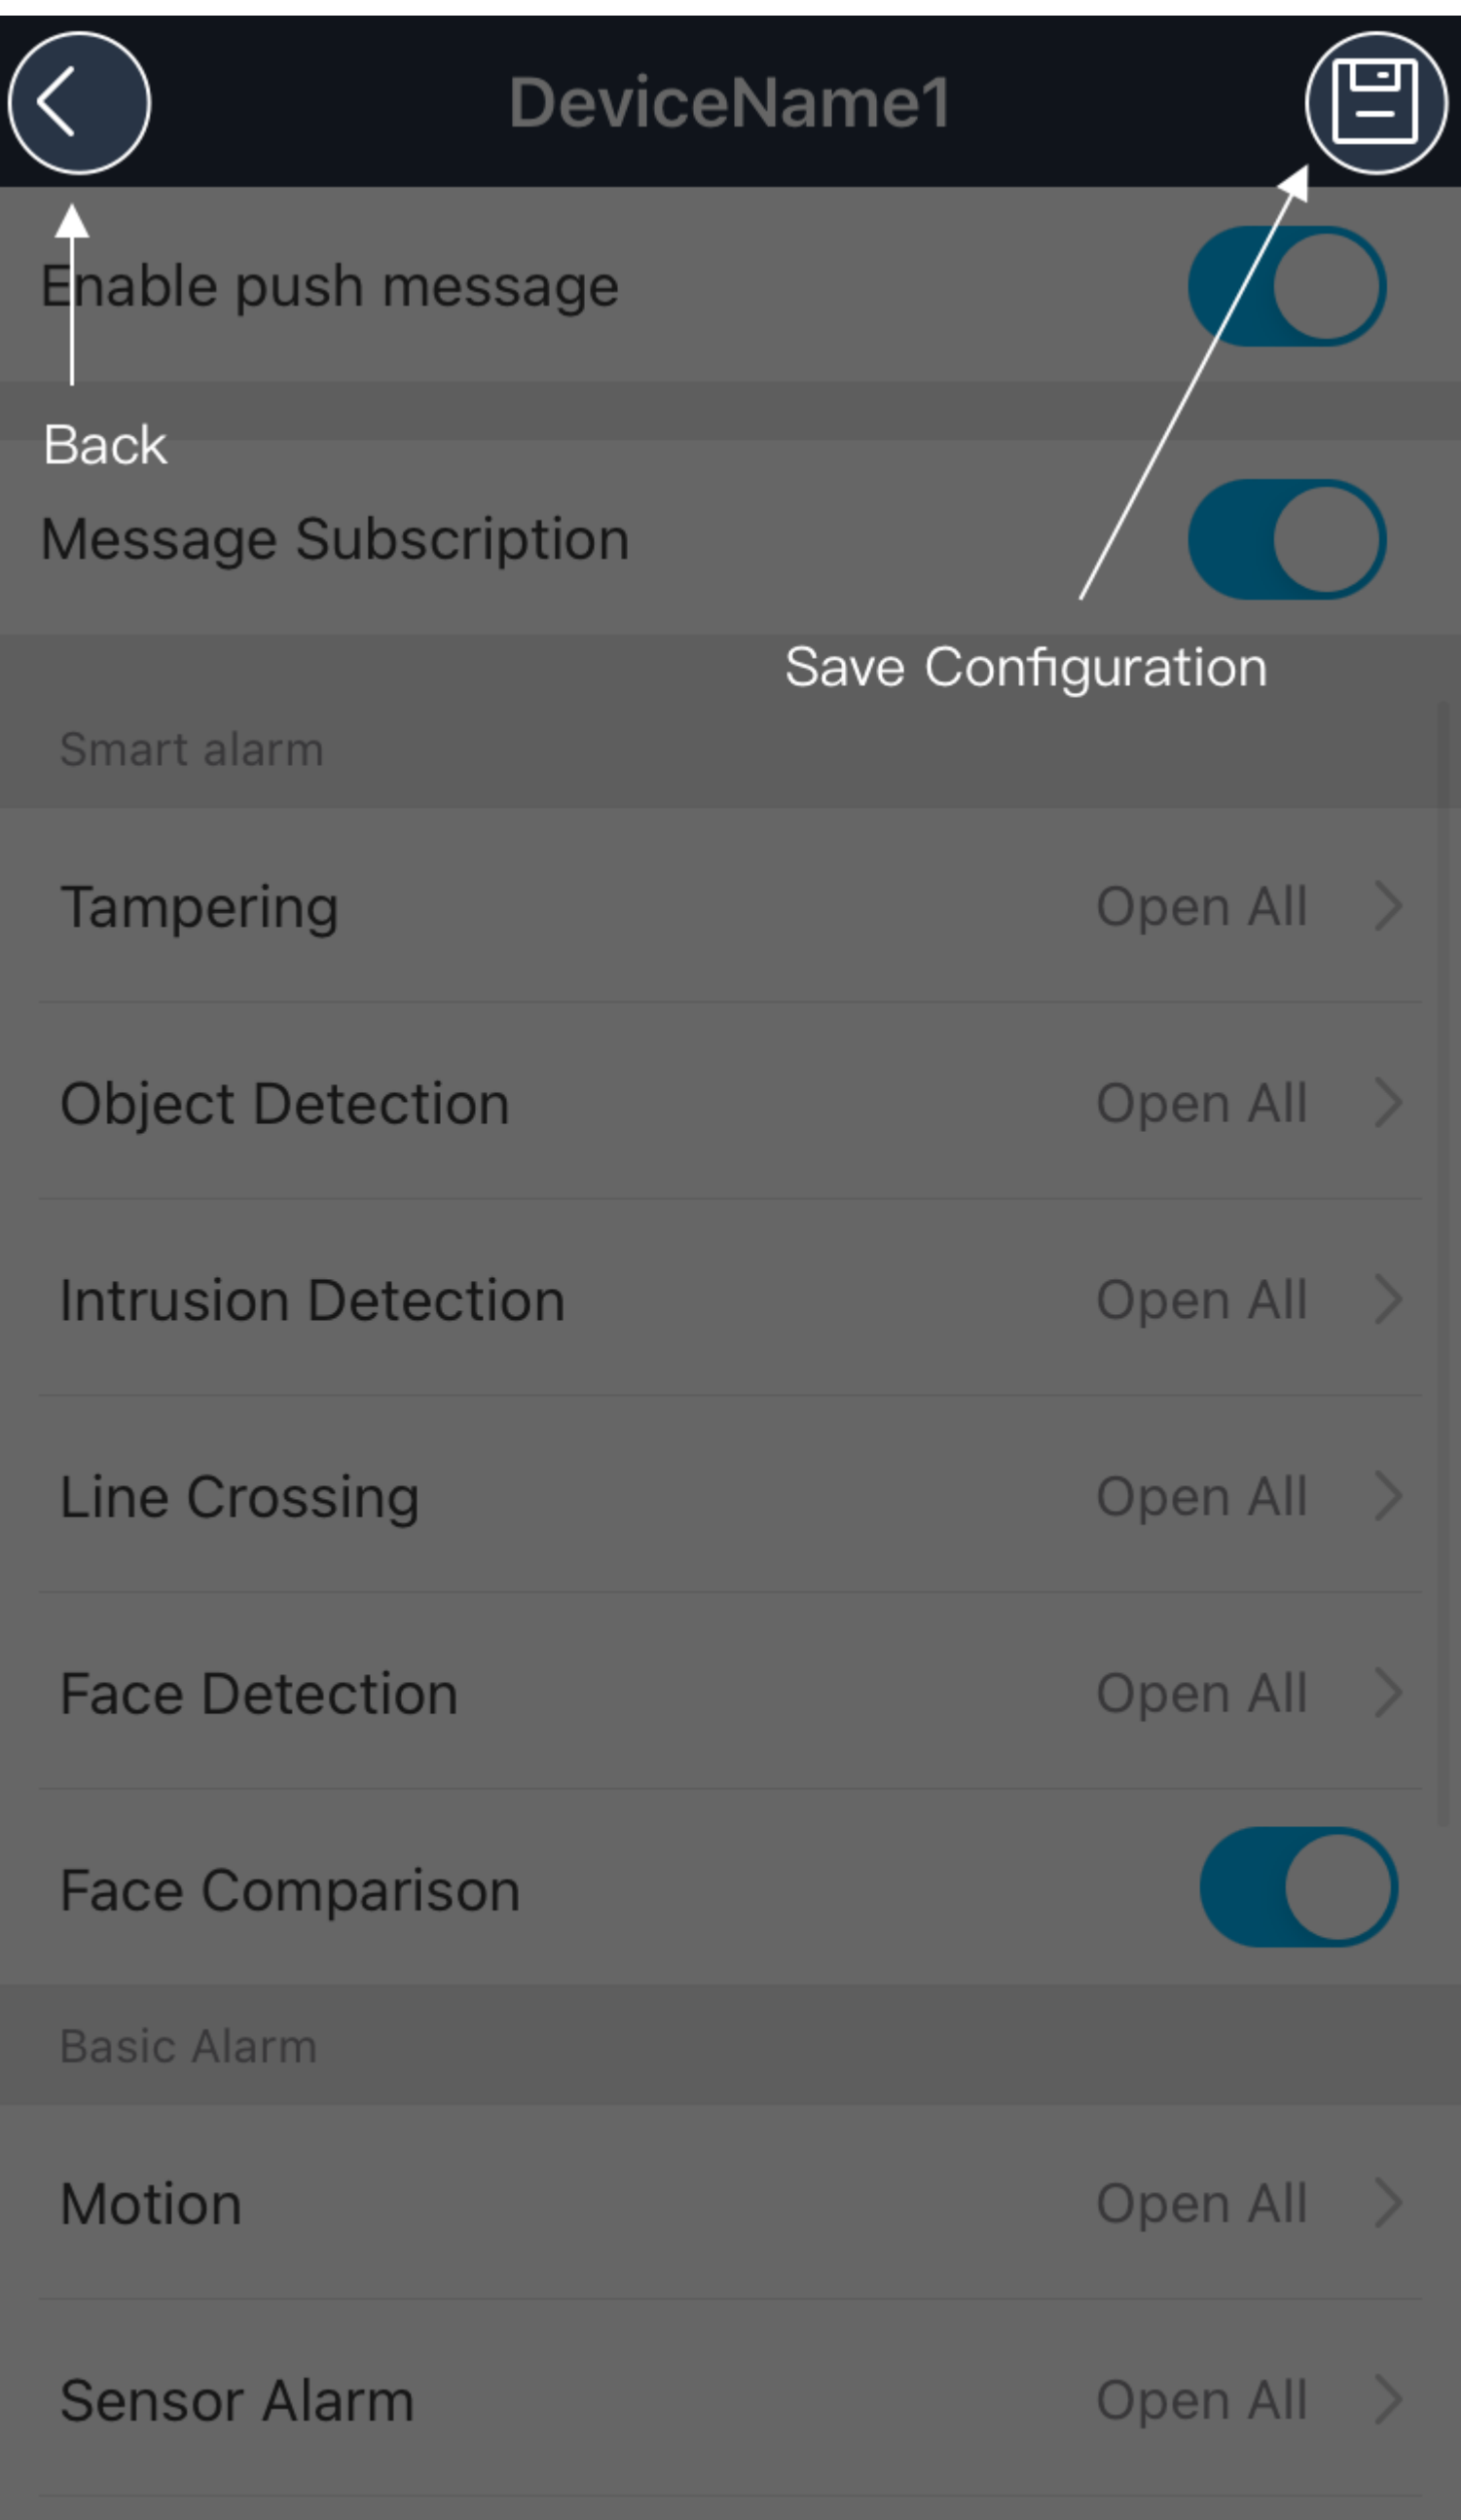 DeviceName1
Enable push message
Back
Message Subscription
Save Configuration
Smart alarm
Tampering Open All
Object Detection Open All
Intrusion Detection Open All
Line Crossing Open All
Face Detection Open All
Face Comparison
Basic Alarm
Motion Open All
Sensor Alarm Open All